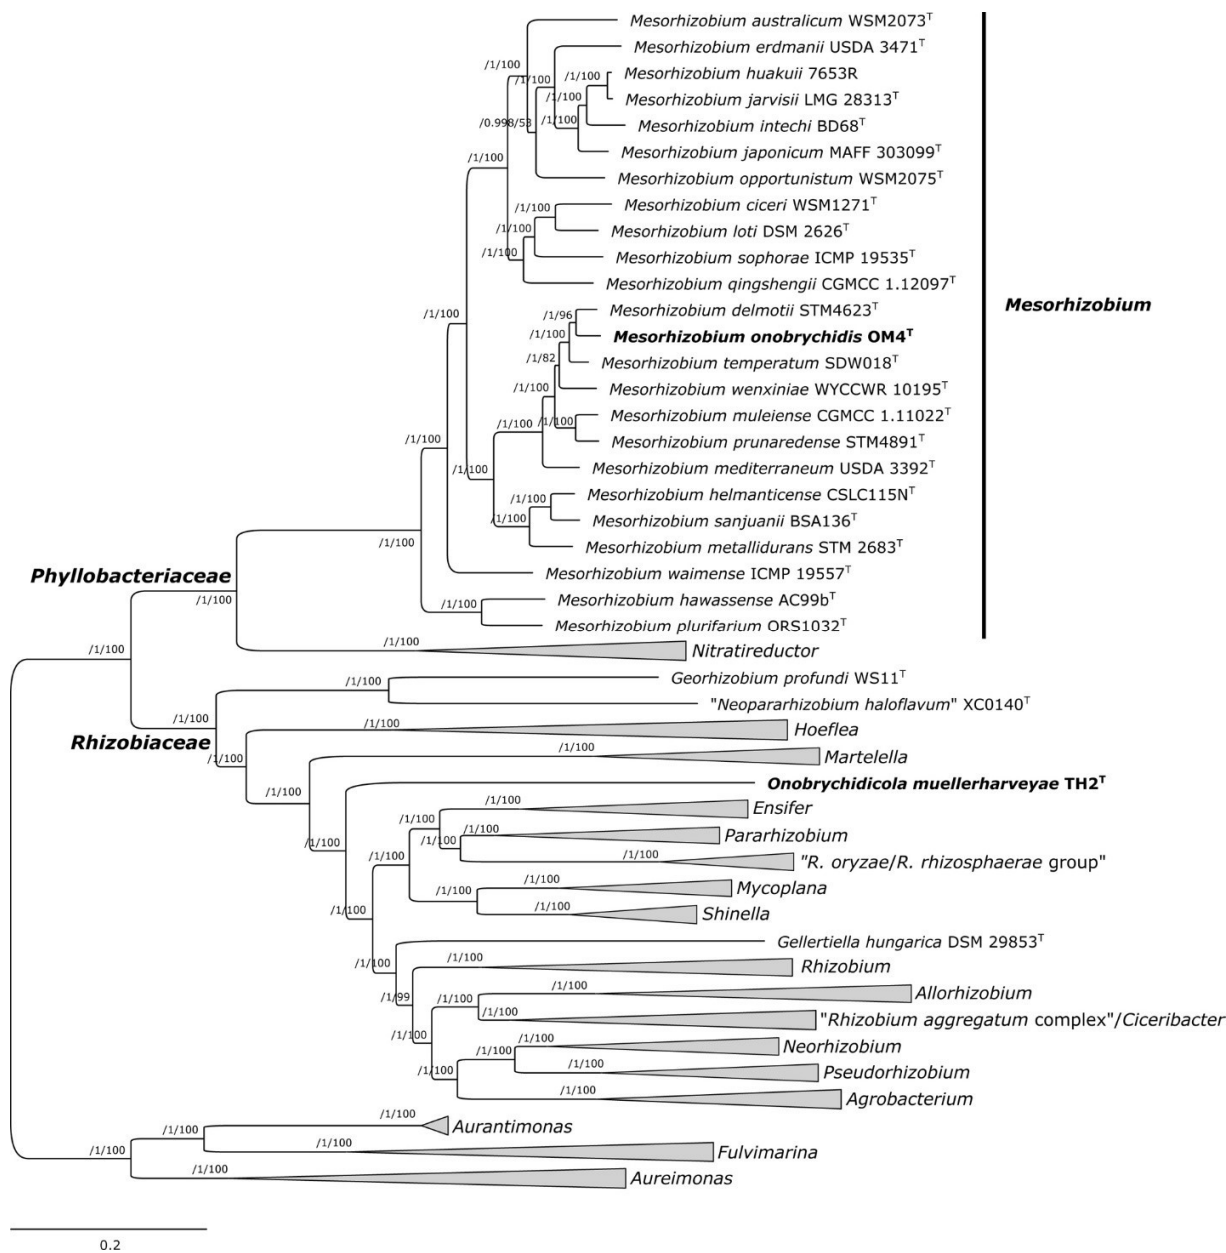 Mesorhizobium australicum WSM2073T
Mesorhizobium erdmanii USDA 3471T
/1/100
/1/100
/1/100
Mesorhizobium huakuii 7653R
Mesorhizobium jarvisii LMG 28313T
/1/100
/0.998/53
/1/100
Mesorhizobium intechi BD68T
Mesorhizobium japonicum MAFF 303099T
/1/100
Mesorhizobium opportunistum WSM2075T
Mesorhizobium ciceri WSM1271T
/1/100
/1/100
Mesorhizobium loti DSM 2626T
/1/100
Mesorhizobium sophorae ICMP 19535T
Mesorhizobium qingshengii CGMCC 1.12097T
Mesorhizobium
Mesorhizobium delmotii STM4623T
/1/100
/1/96
/1/100
Mesorhizobium onobrychidis OM4T
/1/82
Mesorhizobium temperatum SDW018T
/1/100
Mesorhizobium wenxiniae WYCCWR 10195T
Mesorhizobium muleiense CGMCC 1.11022T
/1/100
/1/100
/1/100
Mesorhizobium prunaredense STM4891T
/1/100
Mesorhizobium mediterraneum USDA 3392T
Mesorhizobium helmanticense CSLC115NT
/1/100
/1/100
Mesorhizobium sanjuanii BSA136T
/1/100
Mesorhizobium metallidurans STM 2683T
Phyllobacteriaceae
Mesorhizobium waimense ICMP 19557T
/1/100
Mesorhizobium hawassense AC99bT
/1/100
Mesorhizobium plurifarium ORS1032T
/1/100
/1/100
Nitratireductor
Georhizobium profundi WS11T
/1/100
"Neopararhizobium haloflavum" XC0140T
/1/100
Rhizobiaceae
/1/100
Hoeflea
/1/100
/1/100
Martelella
Onobrychidicola muellerharveyae TH2T
/1/100
Ensifer
/1/100
/1/100
Pararhizobium
/1/100
/1/100
/1/100
/1/100
"R. oryzae/R. rhizosphaerae group"
/1/100
Mycoplana
/1/100
/1/100
Shinella
/1/100
Gellertiella hungarica DSM 29853T
/1/100
/1/100
Rhizobium
/1/100
Allorhizobium
/1/99
/1/100
/1/100
"Rhizobium aggregatum complex"/Ciceribacter
/1/100
/1/100
/1/100
Neorhizobium
/1/100
Pseudorhizobium
/1/100
/1/100
Agrobacterium
/1/100
Aurantimonas
/1/100
/1/100
/1/100
Fulvimarina
/1/100
Aureimonas
0.2